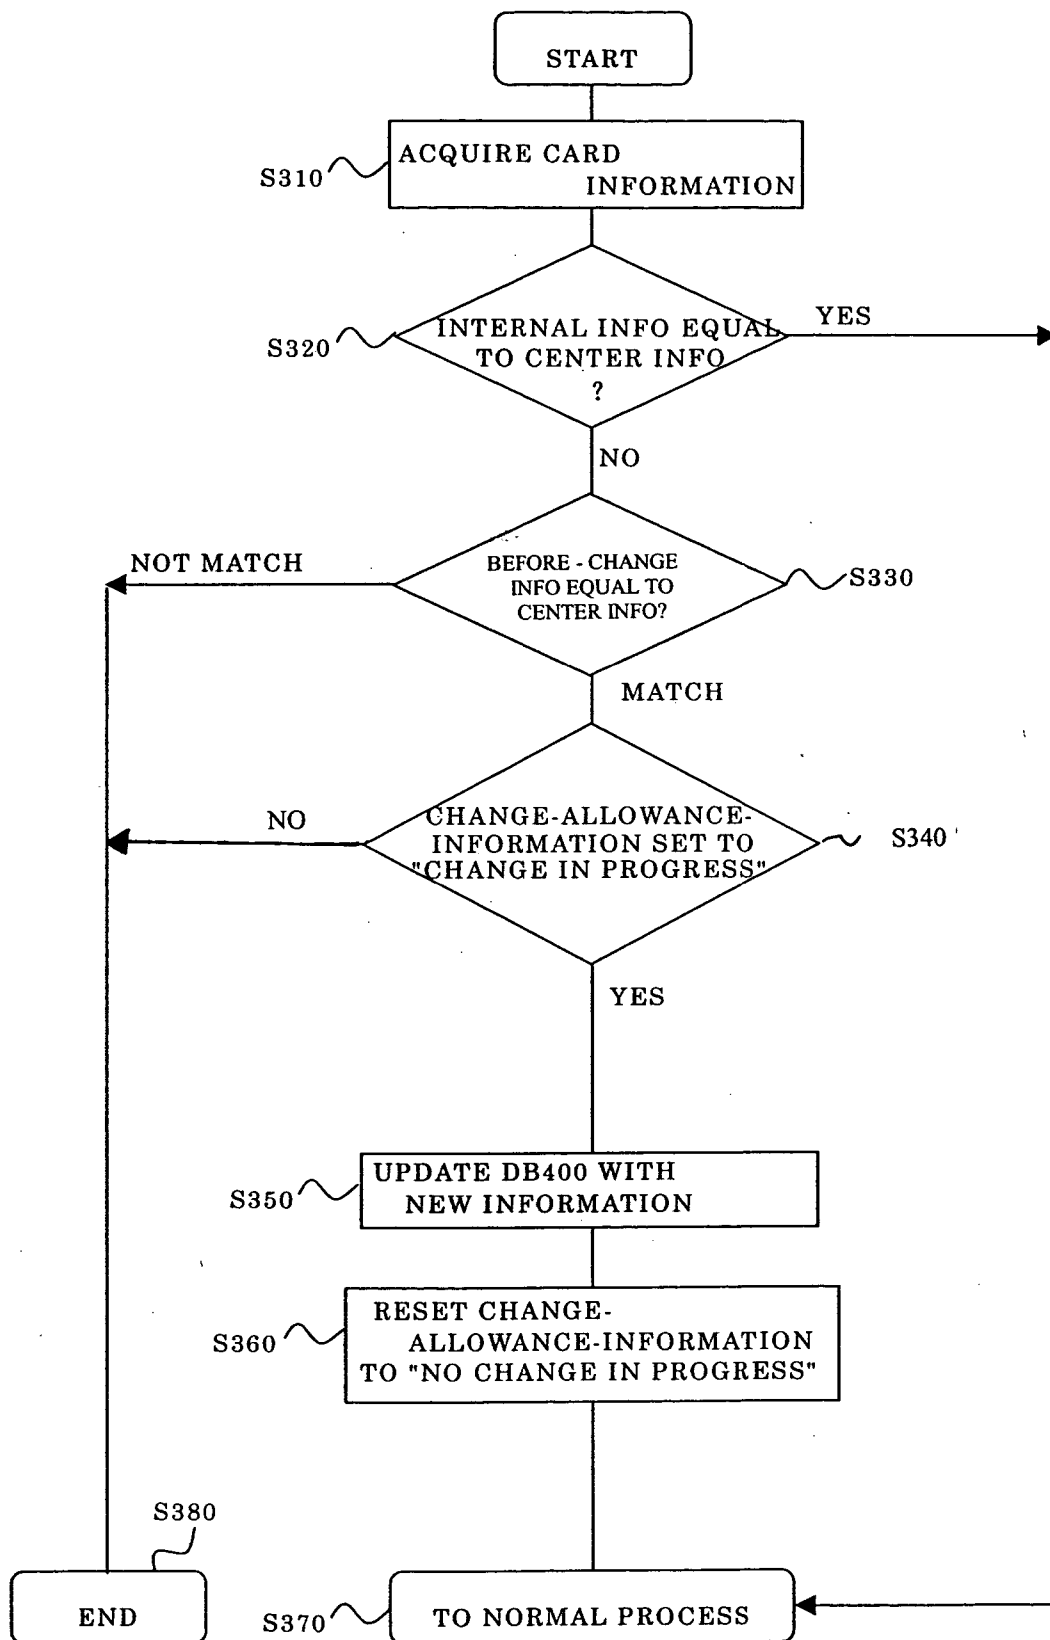 START
ACQUIRE CARD
INFORMATION
S310
INTERNAL INFO EQUAL
TO CENTER INFO
?
S320
YES
NO
BEFORE - CHANGE
INFO EQUAL TO
CENTER INFO?
NOT MATCH
S330
MATCH
CHANGE-ALLOWANCE-
INFORMATION SET TO
"CHANGE IN PROGRESS"
NO
S340
YES
UPDATE DB400 WITH
NEW INFORMATION
S350
RESET CHANGE-
ALLOWANCE-INFORMATION
TO "NO CHANGE IN PROGRESS"
S360
S380
END
S370
TO NORMAL PROCESS